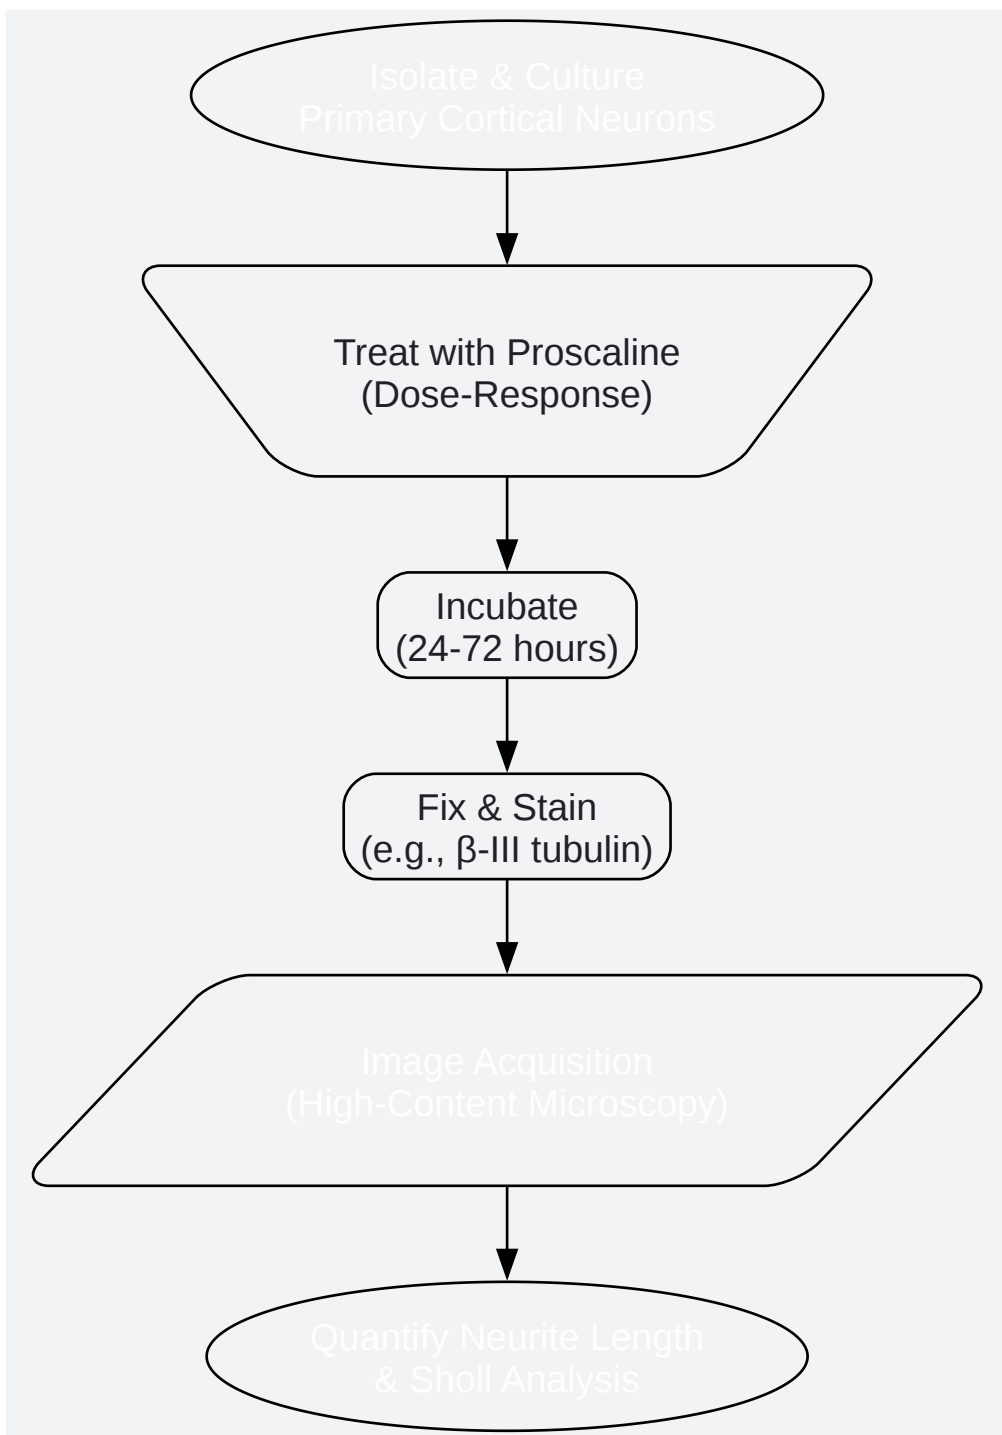 Isolate & Culture
Primary Cortical Neurons
Treat with Proscaline
(Dose-Response)
Incubate
(24-72 hours)
Fix & Stain
(e.g., β-III tubulin)
Image Acquisition
(High-Content Microscopy)
Quantify Neurite Length
& Sholl Analysis